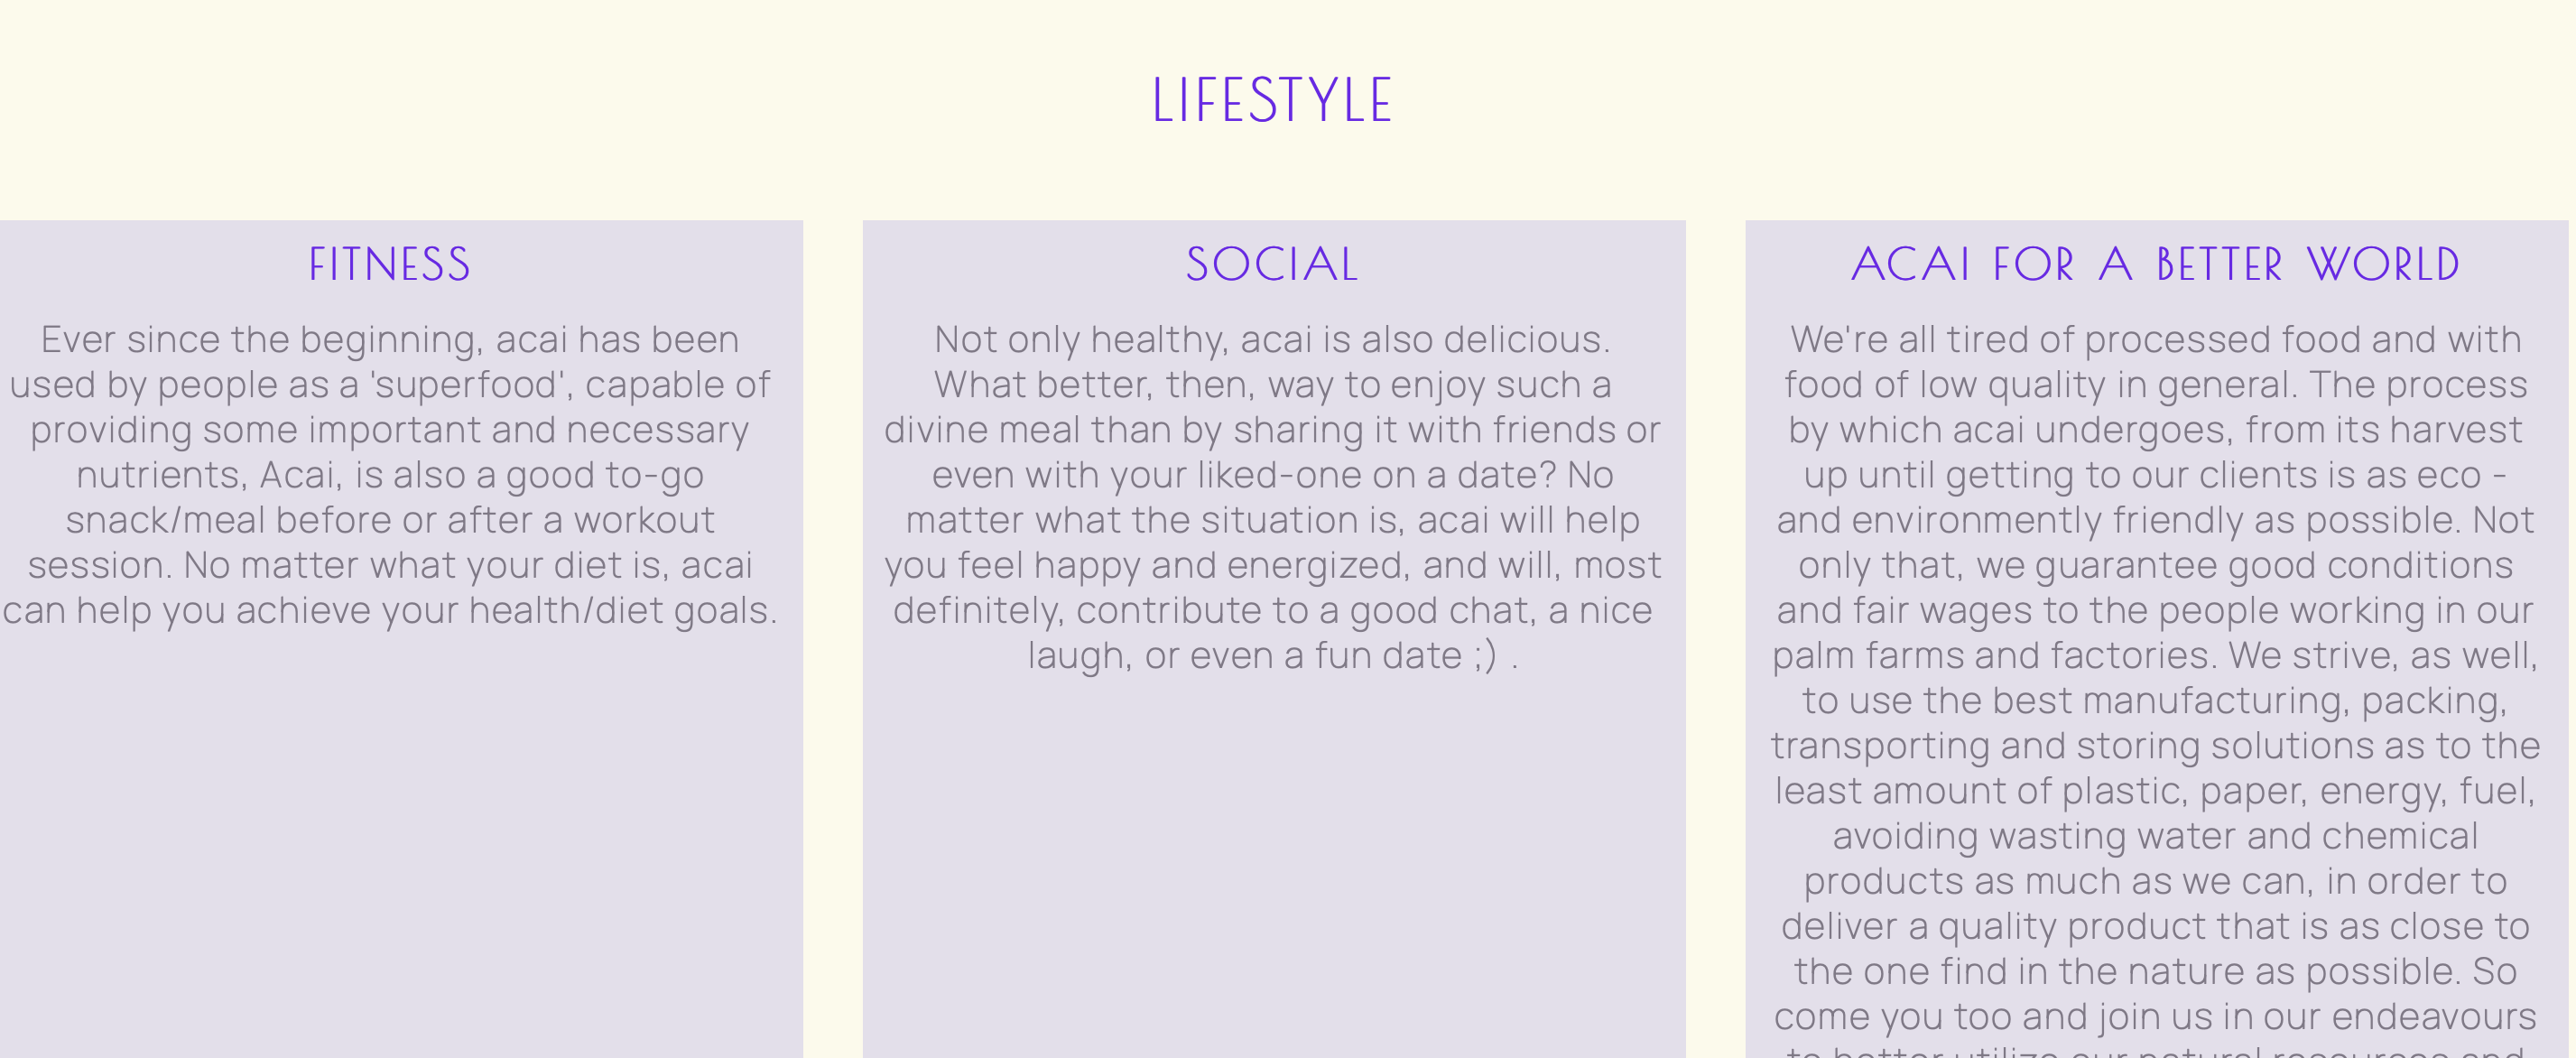 LIFESTYLE
FITNESS
Ever since the beginning, acai has been
used by people as a 'superfood', capable of
providing some important and necessary
nutrients, Acai, is also a good to-go
snack/meal before or after a workout
session. No matter what your diet is, acai
can help you achieve your health/diet goals.
SOCIAL
Not only healthy, acai is also delicious.
What better, then, way to enjoy such a
divine meal than by sharing it with friends or
even with your liked-one on a date? No
matter what the situation is, acai will help
you feel happy and energized, and will, most
definitely, contribute to a good chat, a nice
laugh, or even a fun date ;) .
ACAI FOR A BETTER WORLD
We're all tired of processed food and with
food of low quality in general. The process
by which acai undergoes, from its harvest
up until getting to our clients is as eco -
and environmently friendly as possible. Not
only that, we guarantee good conditions
and fair wages to the people working in our
palm farms and factories. We strive, as well,
to use the best manufacturing, packing,
transporting and storing solutions as to the
least amount of plastic, paper, energy, fuel,
avoiding wasting water and chemical
products as much as we can, in order to
deliver a quality product that is as close to
the one find in the nature as possible. So
come you too and join us in our endeavours
to better utilize our natural resources and